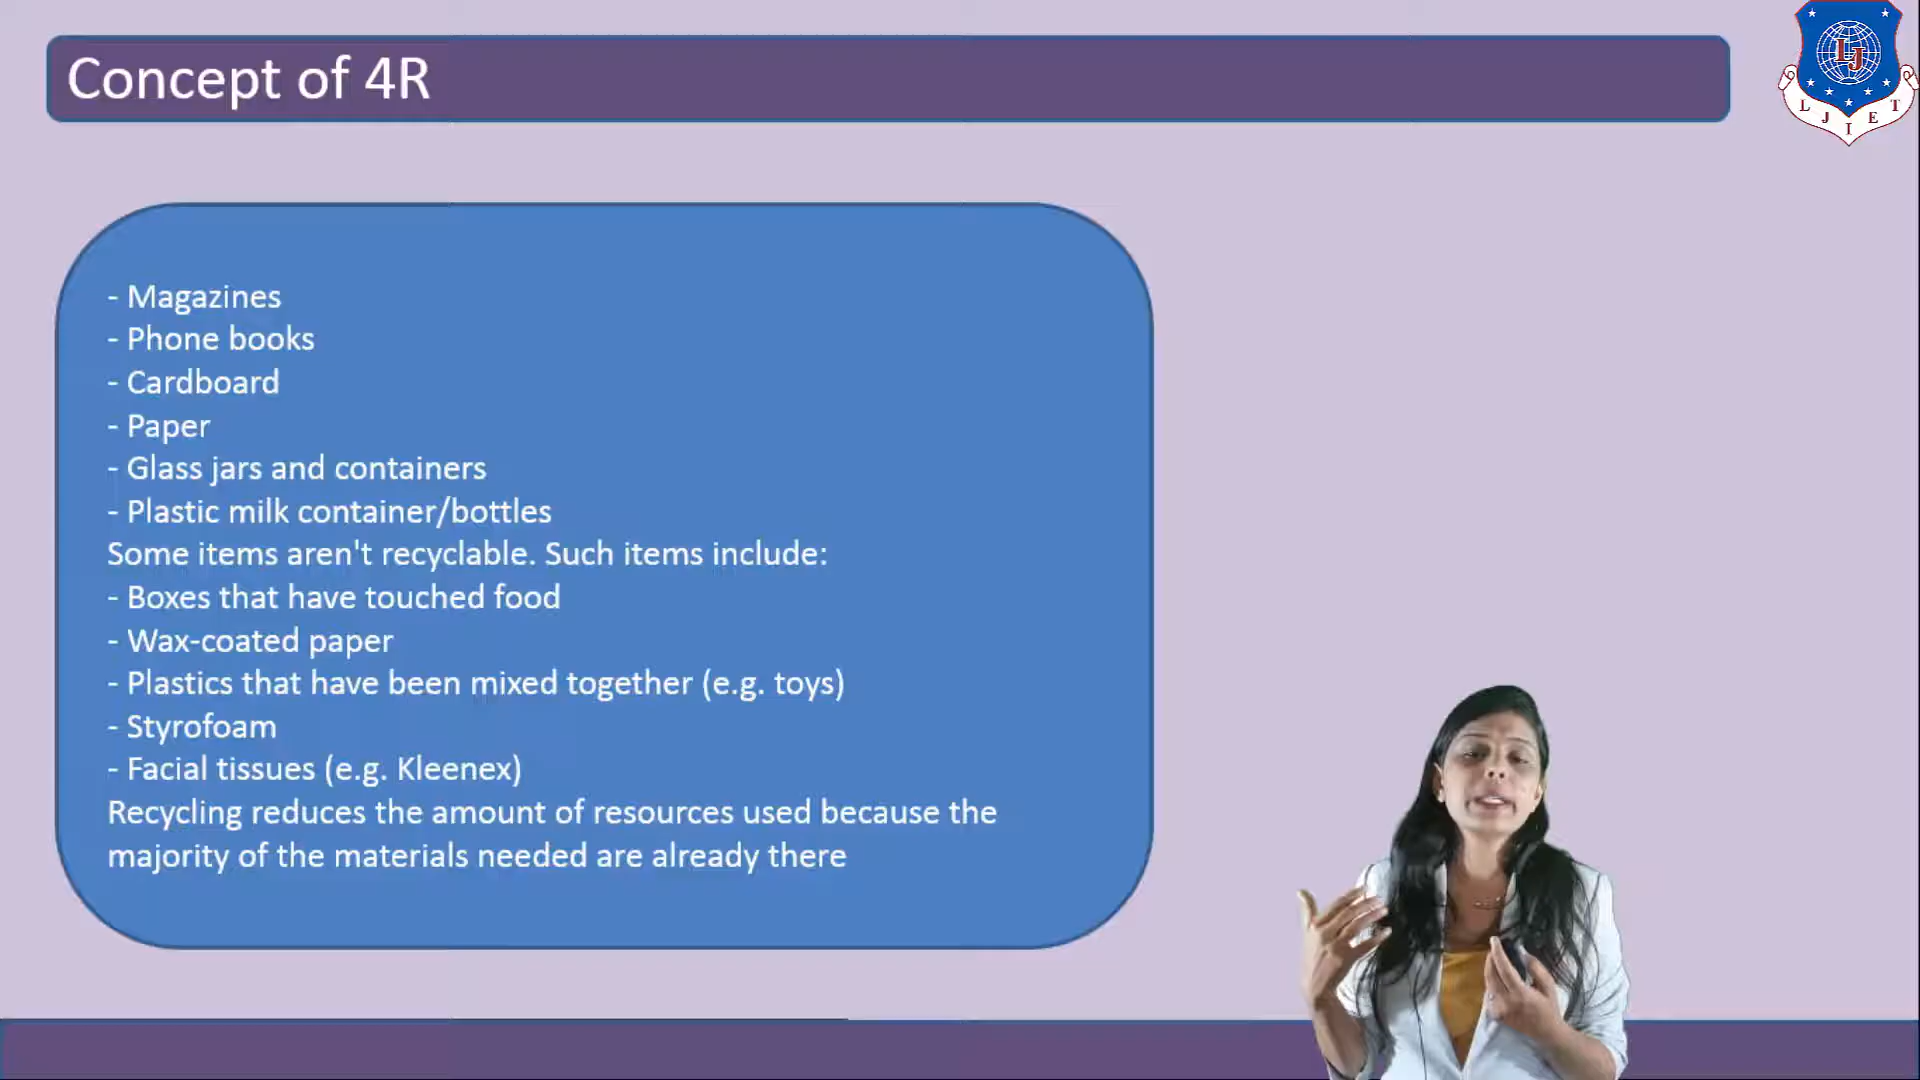 Concept of 4R
LJ
L J I E T
- Magazines
- Phone books
- Cardboard
- Paper
- Glass jars and containers
- Plastic milk container/bottles
Some items aren't recyclable. Such items include:
- Boxes that have touched food
- Wax-coated paper
- Plastics that have been mixed together (e.g. toys)
- Styrofoam
- Facial tissues (e.g. Kleenex)
Recycling reduces the amount of resources used because the
majority of the materials needed are already there